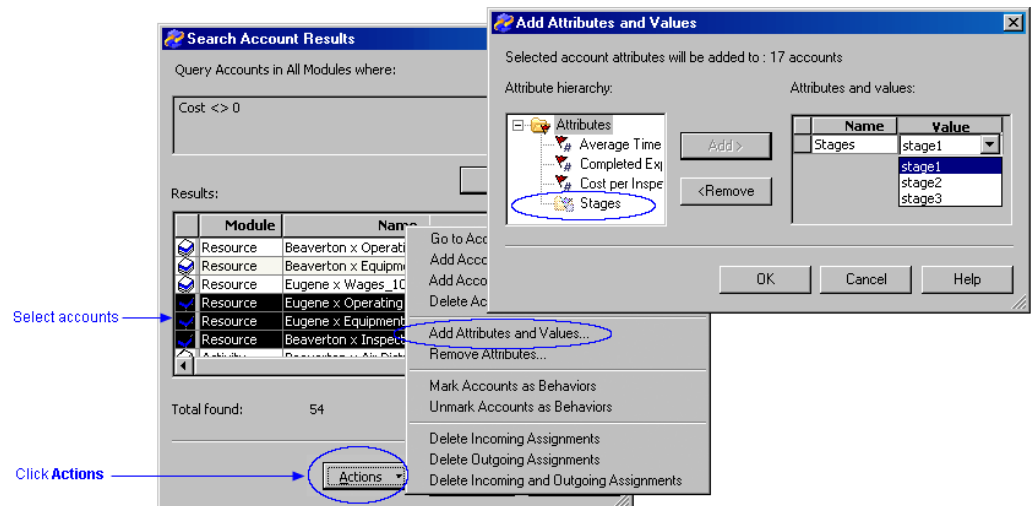 Search Account Results
Query Accounts in All Modules where:
Cost <> 0
Results:
Module Name
Resource Beaverton x Operati
Resource Beaverton x Equipm
Resource Eugene x Wages_10
Resource Eugene x Operating
Resource Eugene x Equipment
Resource Beaverton x Inspect
Total found: 54
Actions
Select accounts
Click Actions
Go to Acc
Add Acco
Add Acco
Delete Ac
Add Attributes and Values...
Remove Attributes...
Mark Accounts as Behaviors
Unmark Accounts as Behaviors
Delete Incoming Assignments
Delete Outgoing Assignments
Delete Incoming and Outgoing Assignments
Add Attributes and Values
Selected account attributes will be added to : 17 accounts
Attribute hierarchy:
Attributes
Average Time
Completed Exp
Cost per Inspe
Stages
Add >
<Remove
Attributes and values:
Name Value
Stages stage1
stage1
stage2
stage3
OK Cancel Help